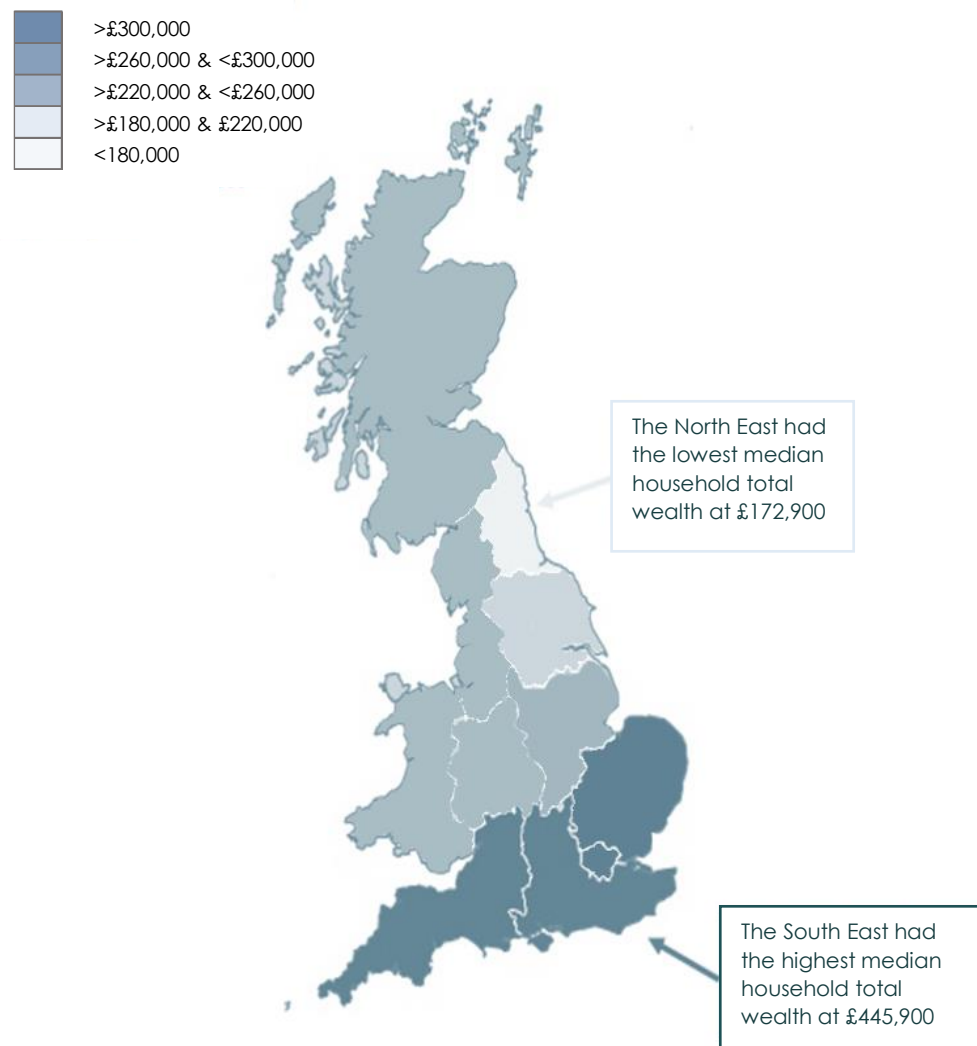 >£300,000
>£260,000 & <£300,000
>£220,000 & <£260,000
>£180,000 & £220,000
<180,000
The North East had
the lowest median
household total
wealth at £172,900
The South East had
the highest median
household total
wealth at £445,900